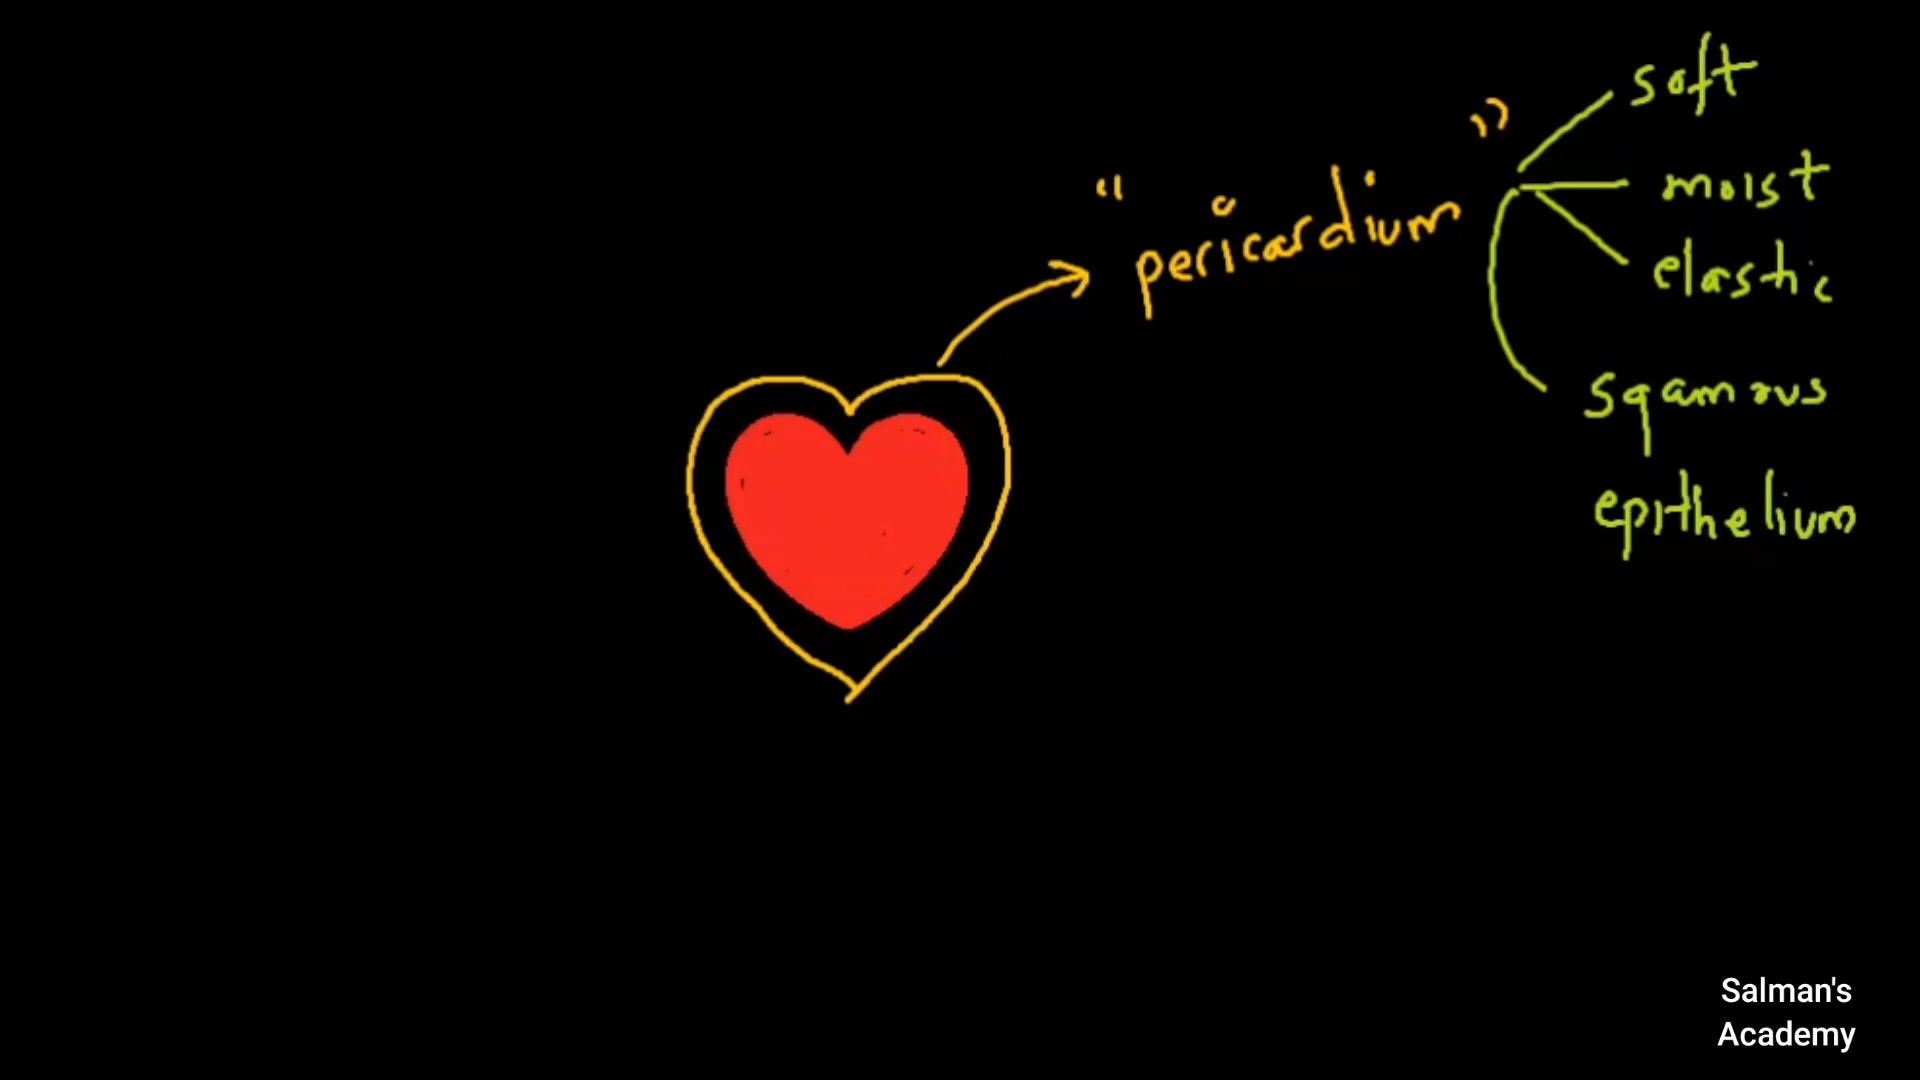 "pericardium"
soft
moist
elastic
sqamous
epithelium
Salman's
Academy